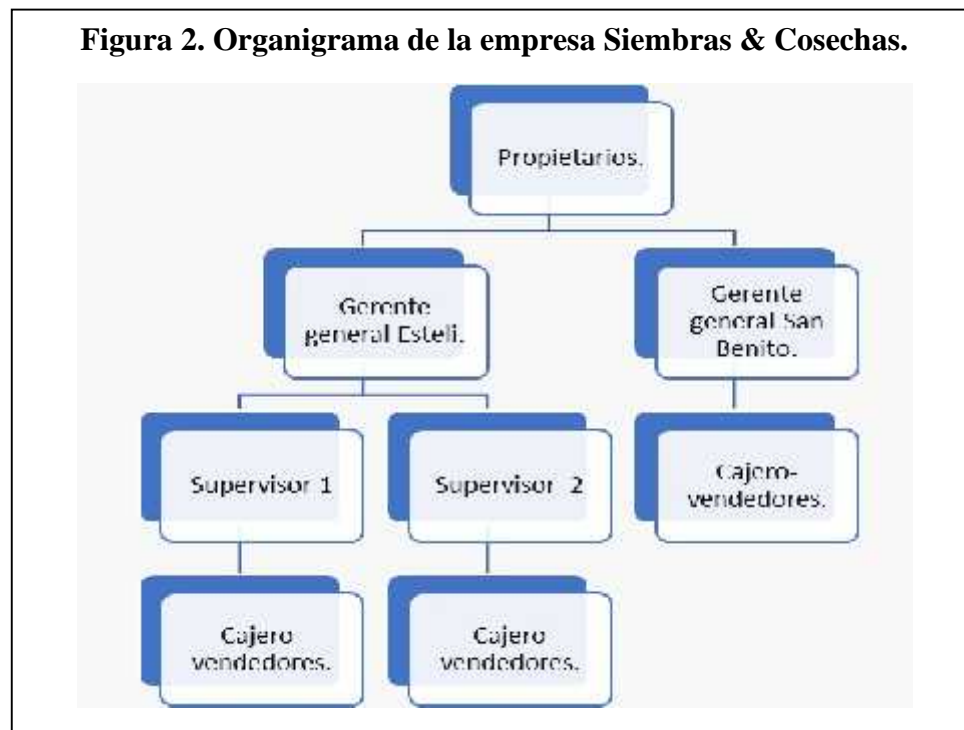 Figura 2. Organigrama de la empresa Siembras & Cosechas.
Propietarios.
Gerente
general Esteli.
Gerente
general San
Benito.
Supervisor 1
Supervisor 2
Cajero-
vendedores.
Cajero
vendedores.
Cajero
vendedores.